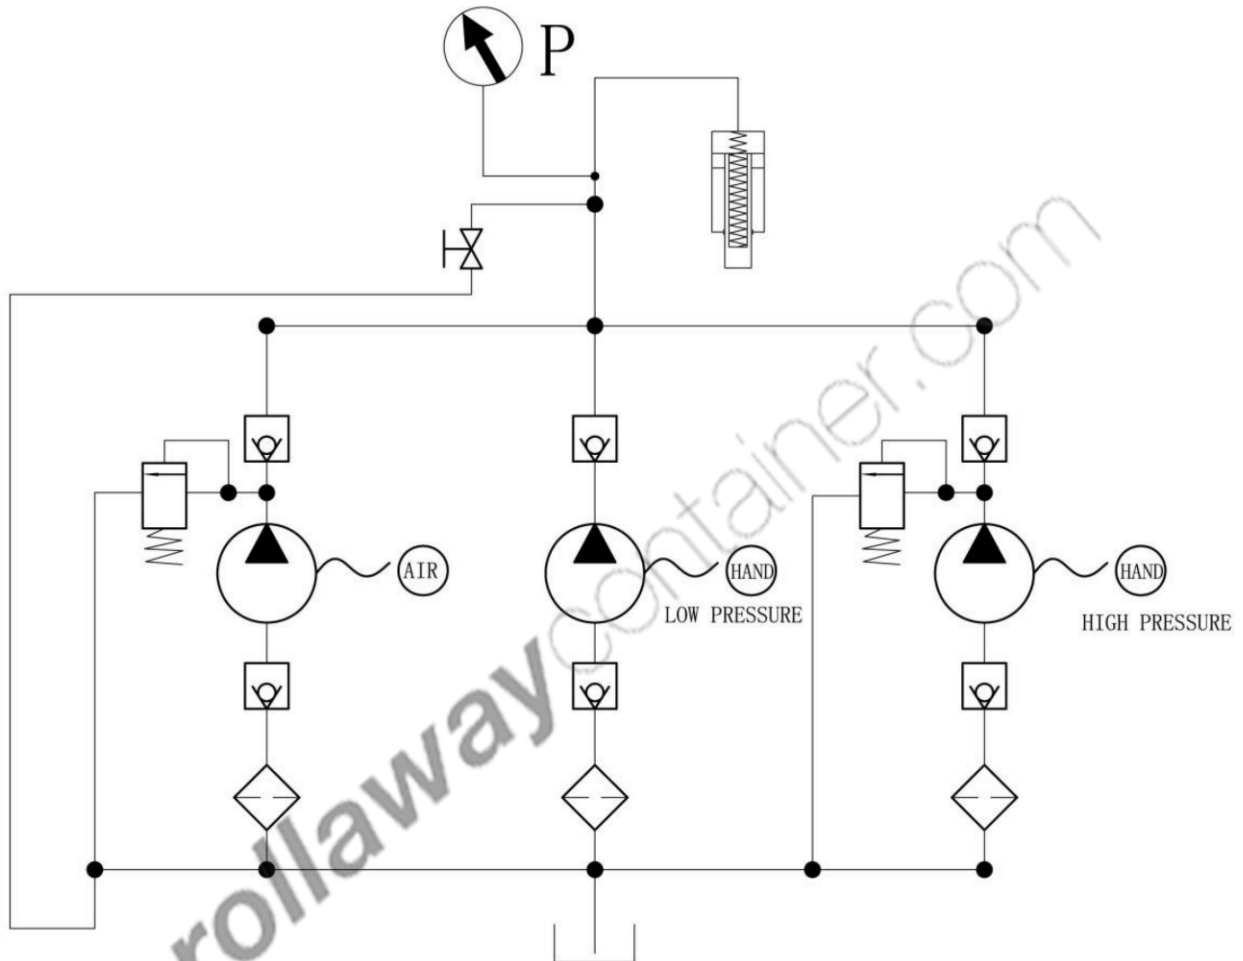 P
AIR
HAND
LOW PRESSURE
HAND
HIGH PRESSURE
rollawaycontainer.com